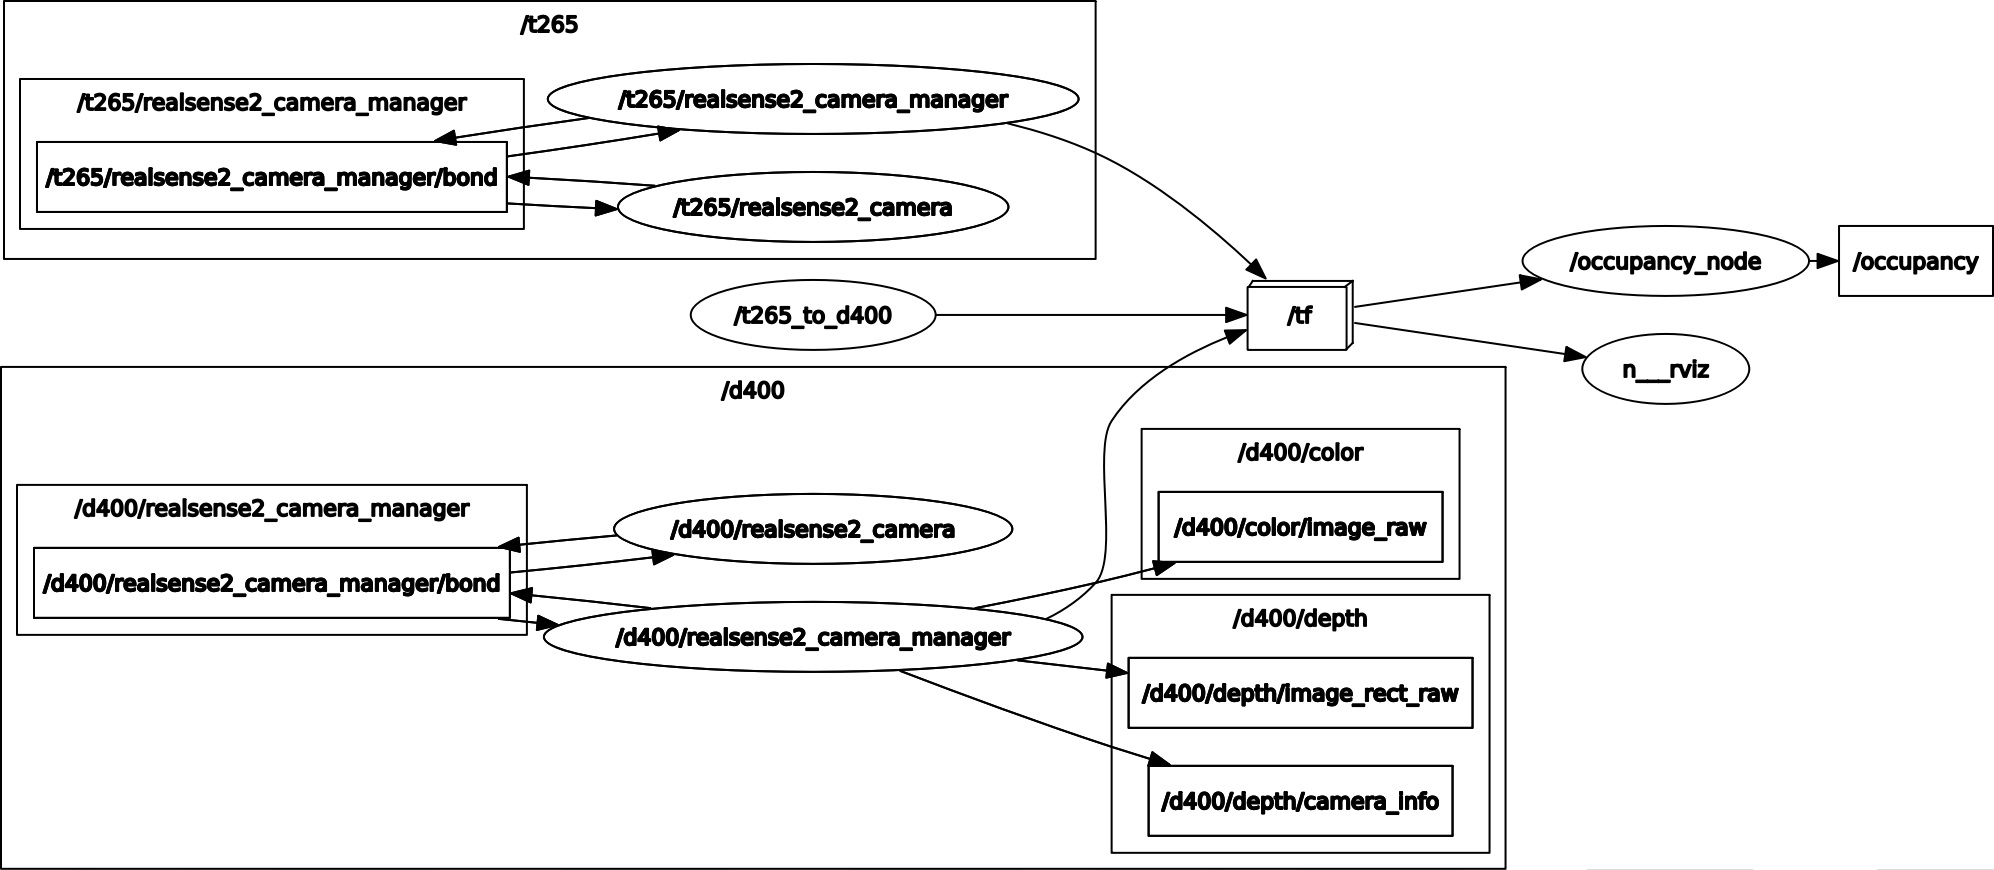 /t265
/t265/realsense2_camera_manager
/t265/realsense2_camera_manager
/t265/realsense2_camera_manager/bond
/t265/realsense2_camera
/t265_to_d400
/tf
/occupancy_node
/occupancy
n___rviz
/d400
/d400/color
/d400/realsense2_camera_manager
/d400/realsense2_camera
/d400/color/image_raw
/d400/realsense2_camera_manager/bond
/d400/depth
/d400/realsense2_camera_manager
/d400/depth/image_rect_raw
/d400/depth/camera_info